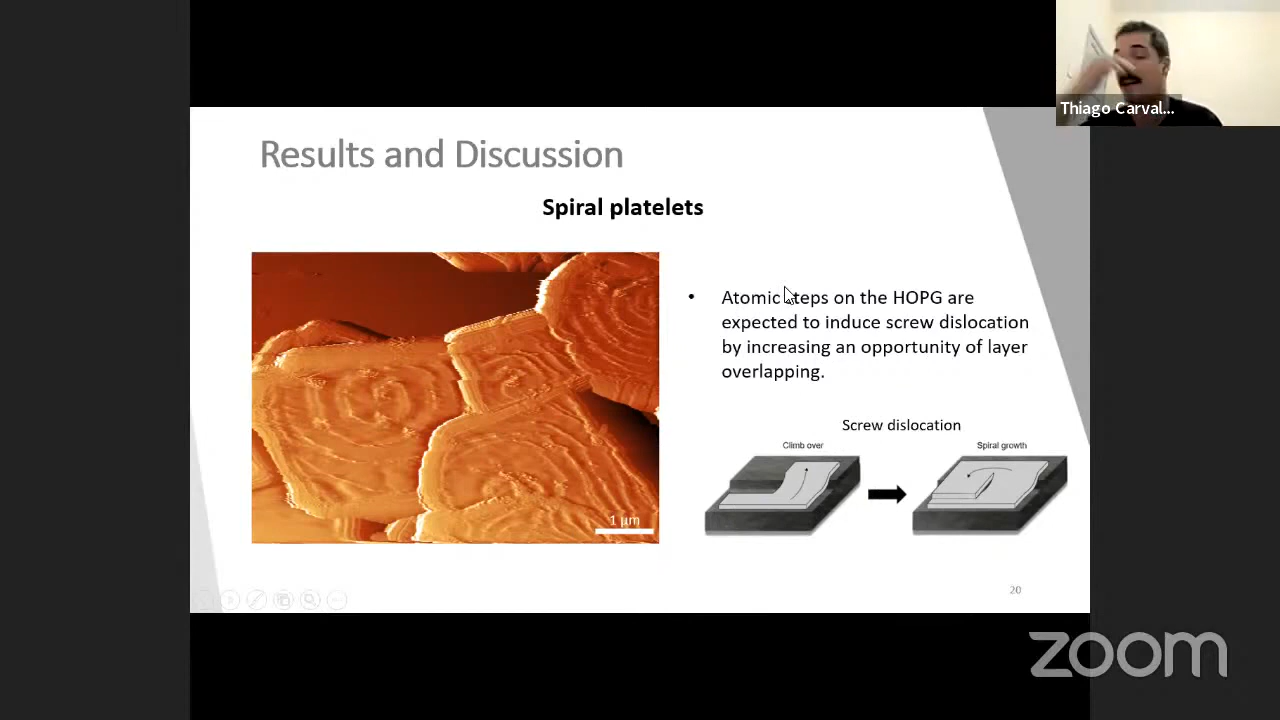 Thiago Carval...
Results and Discussion
Spiral platelets
1 µm
• Atomic steps on the HOPG are
expected to induce screw dislocation
by increasing an opportunity of layer
overlapping.
Screw dislocation
Climb over
Spiral growth
20
zoom